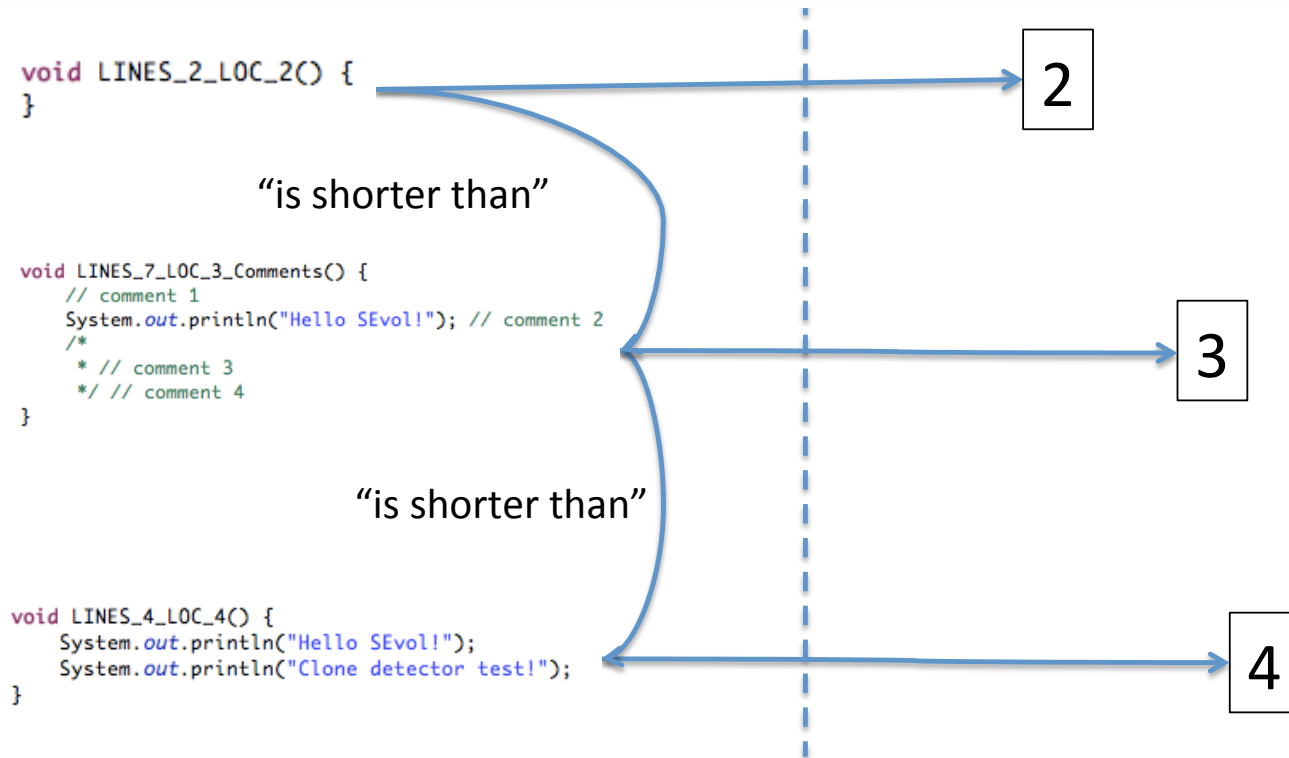 void LINES_2_LOC_2() {
}
2
“is shorter than”
void LINES_7_LOC_3_Comments() {
// comment 1
System.out.println("Hello SEvol!"); // comment 2
/*
* // comment 3
*/ // comment 4
}
3
“is shorter than”
void LINES_4_LOC_4() {
System.out.println("Hello SEvol!");
System.out.println("Clone detector test!");
}
4